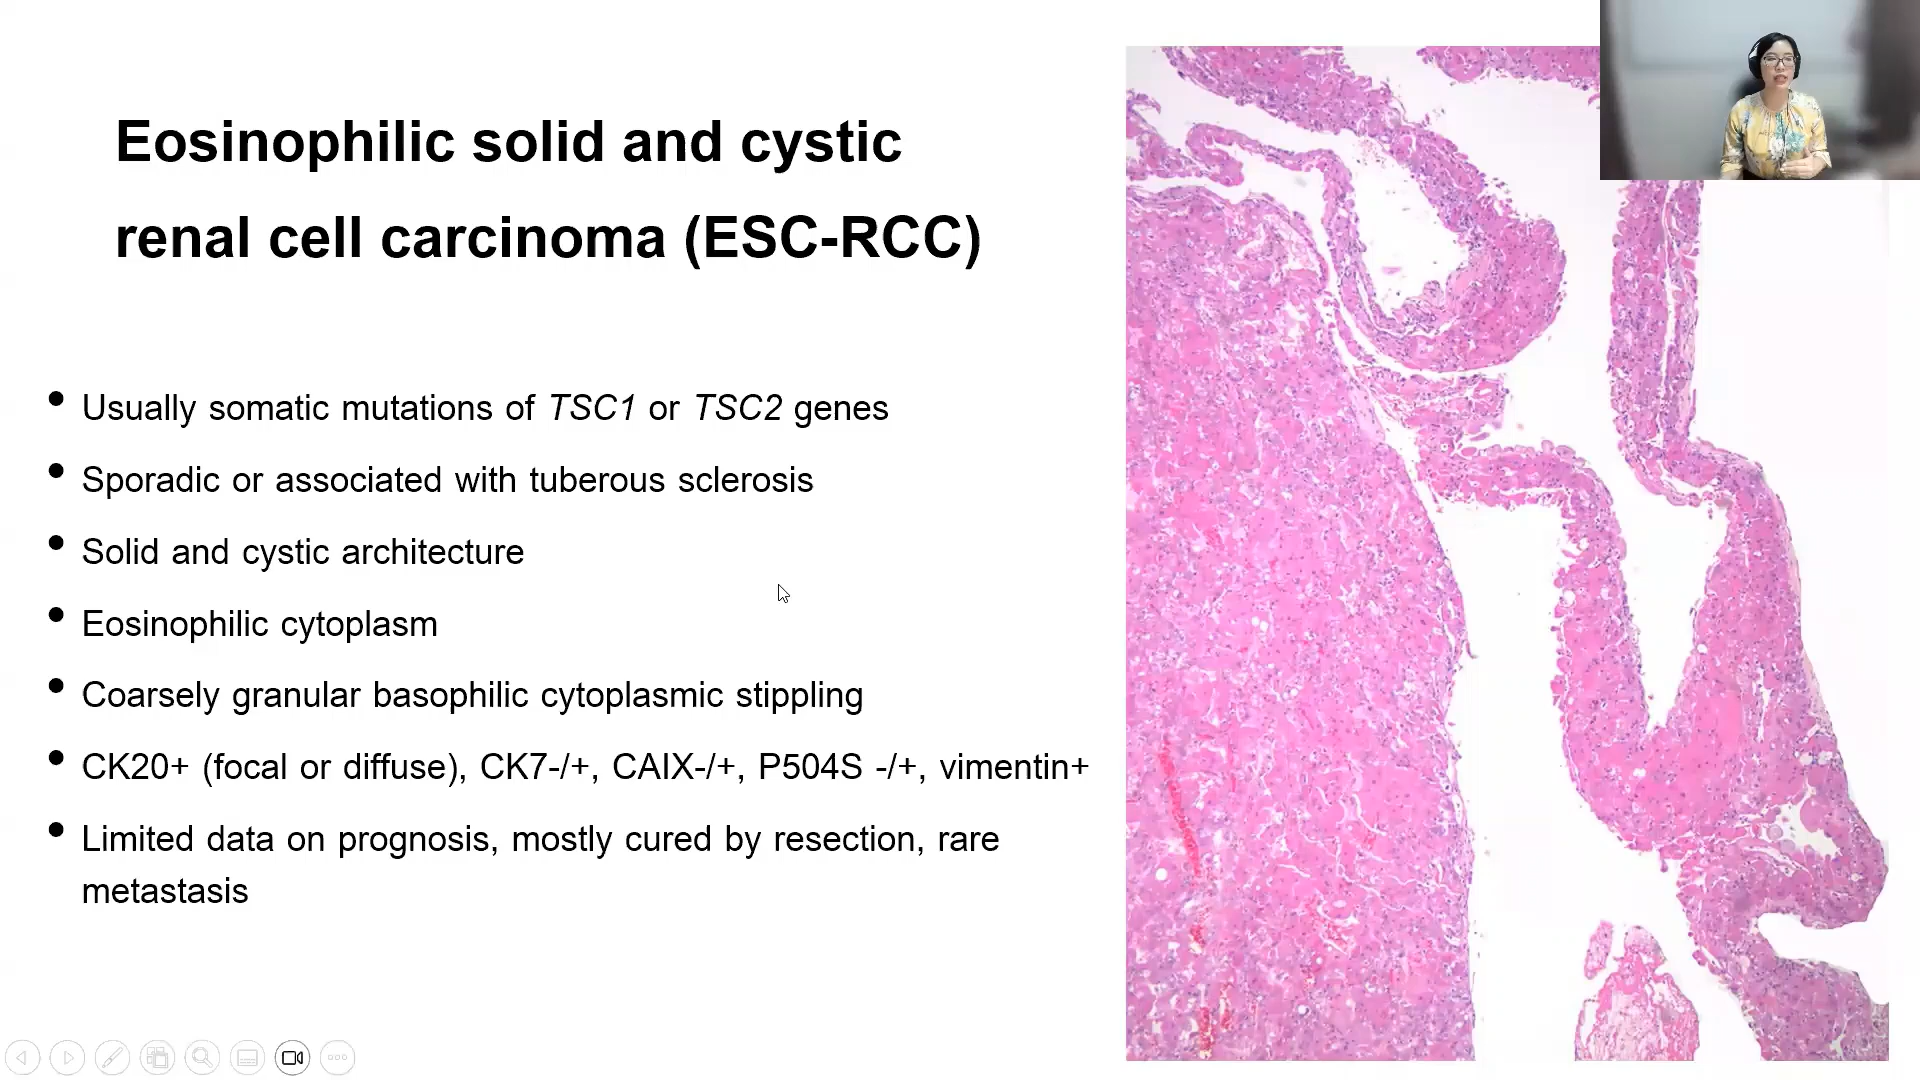 Eosinophilic solid and cystic
renal cell carcinoma (ESC-RCC)
• Usually somatic mutations of TSC1 or TSC2 genes
• Sporadic or associated with tuberous sclerosis
• Solid and cystic architecture
• Eosinophilic cytoplasm
• Coarsely granular basophilic cytoplasmic stippling
• CK20+ (focal or diffuse), CK7-/+, CAIX-/+, P504S -/+, vimentin+
• Limited data on prognosis, mostly cured by resection, rare
metastasis